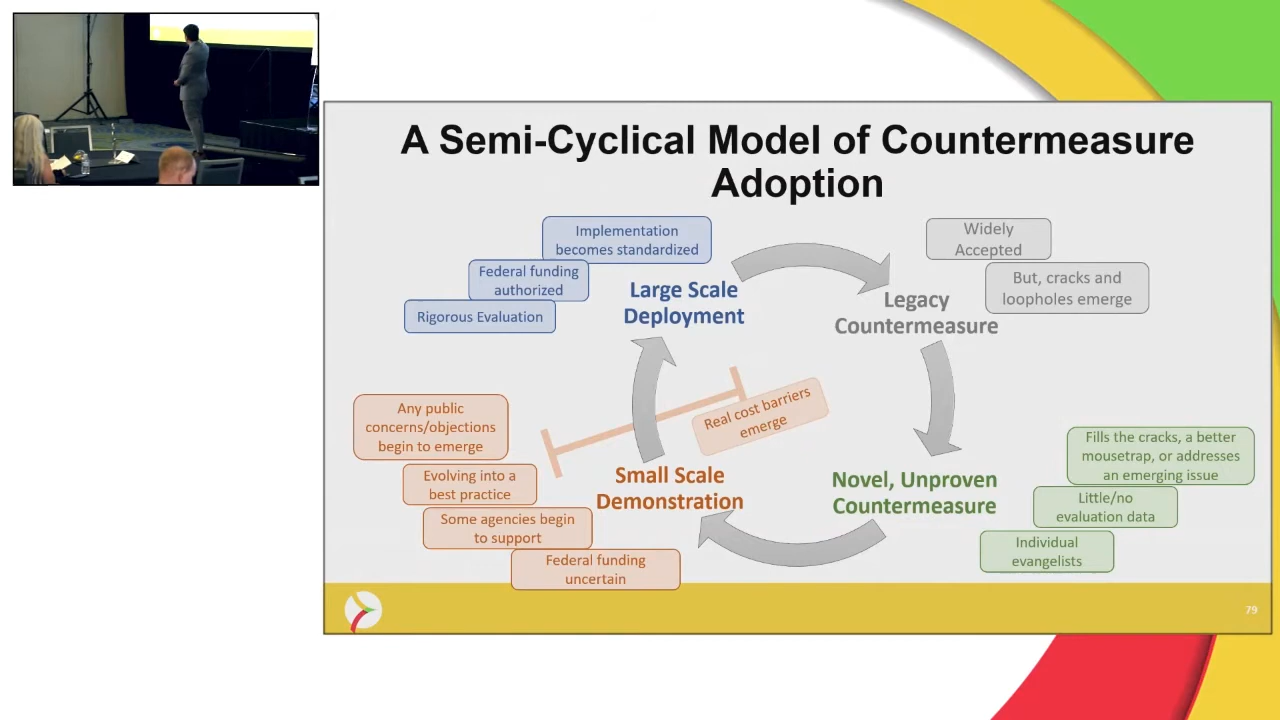 A Semi-Cyclical Model of Countermeasure
Adoption
Implementation
becomes standardized
Federal funding
authorized
Rigorous Evaluation
Large Scale
Deployment
Widely
Accepted
But, cracks and
loopholes emerge
Legacy
Countermeasure
Any public
concerns/objections
begin to emerge
Evolving into a
best practice
Some agencies begin
to support
Federal funding
uncertain
Real cost barriers
emerge
Small Scale
Demonstration
Novel, Unproven
Countermeasure
Fills the cracks, a better
mousetrap, or addresses
an emerging issue
Little/no
evaluation data
Individual
evangelists
79